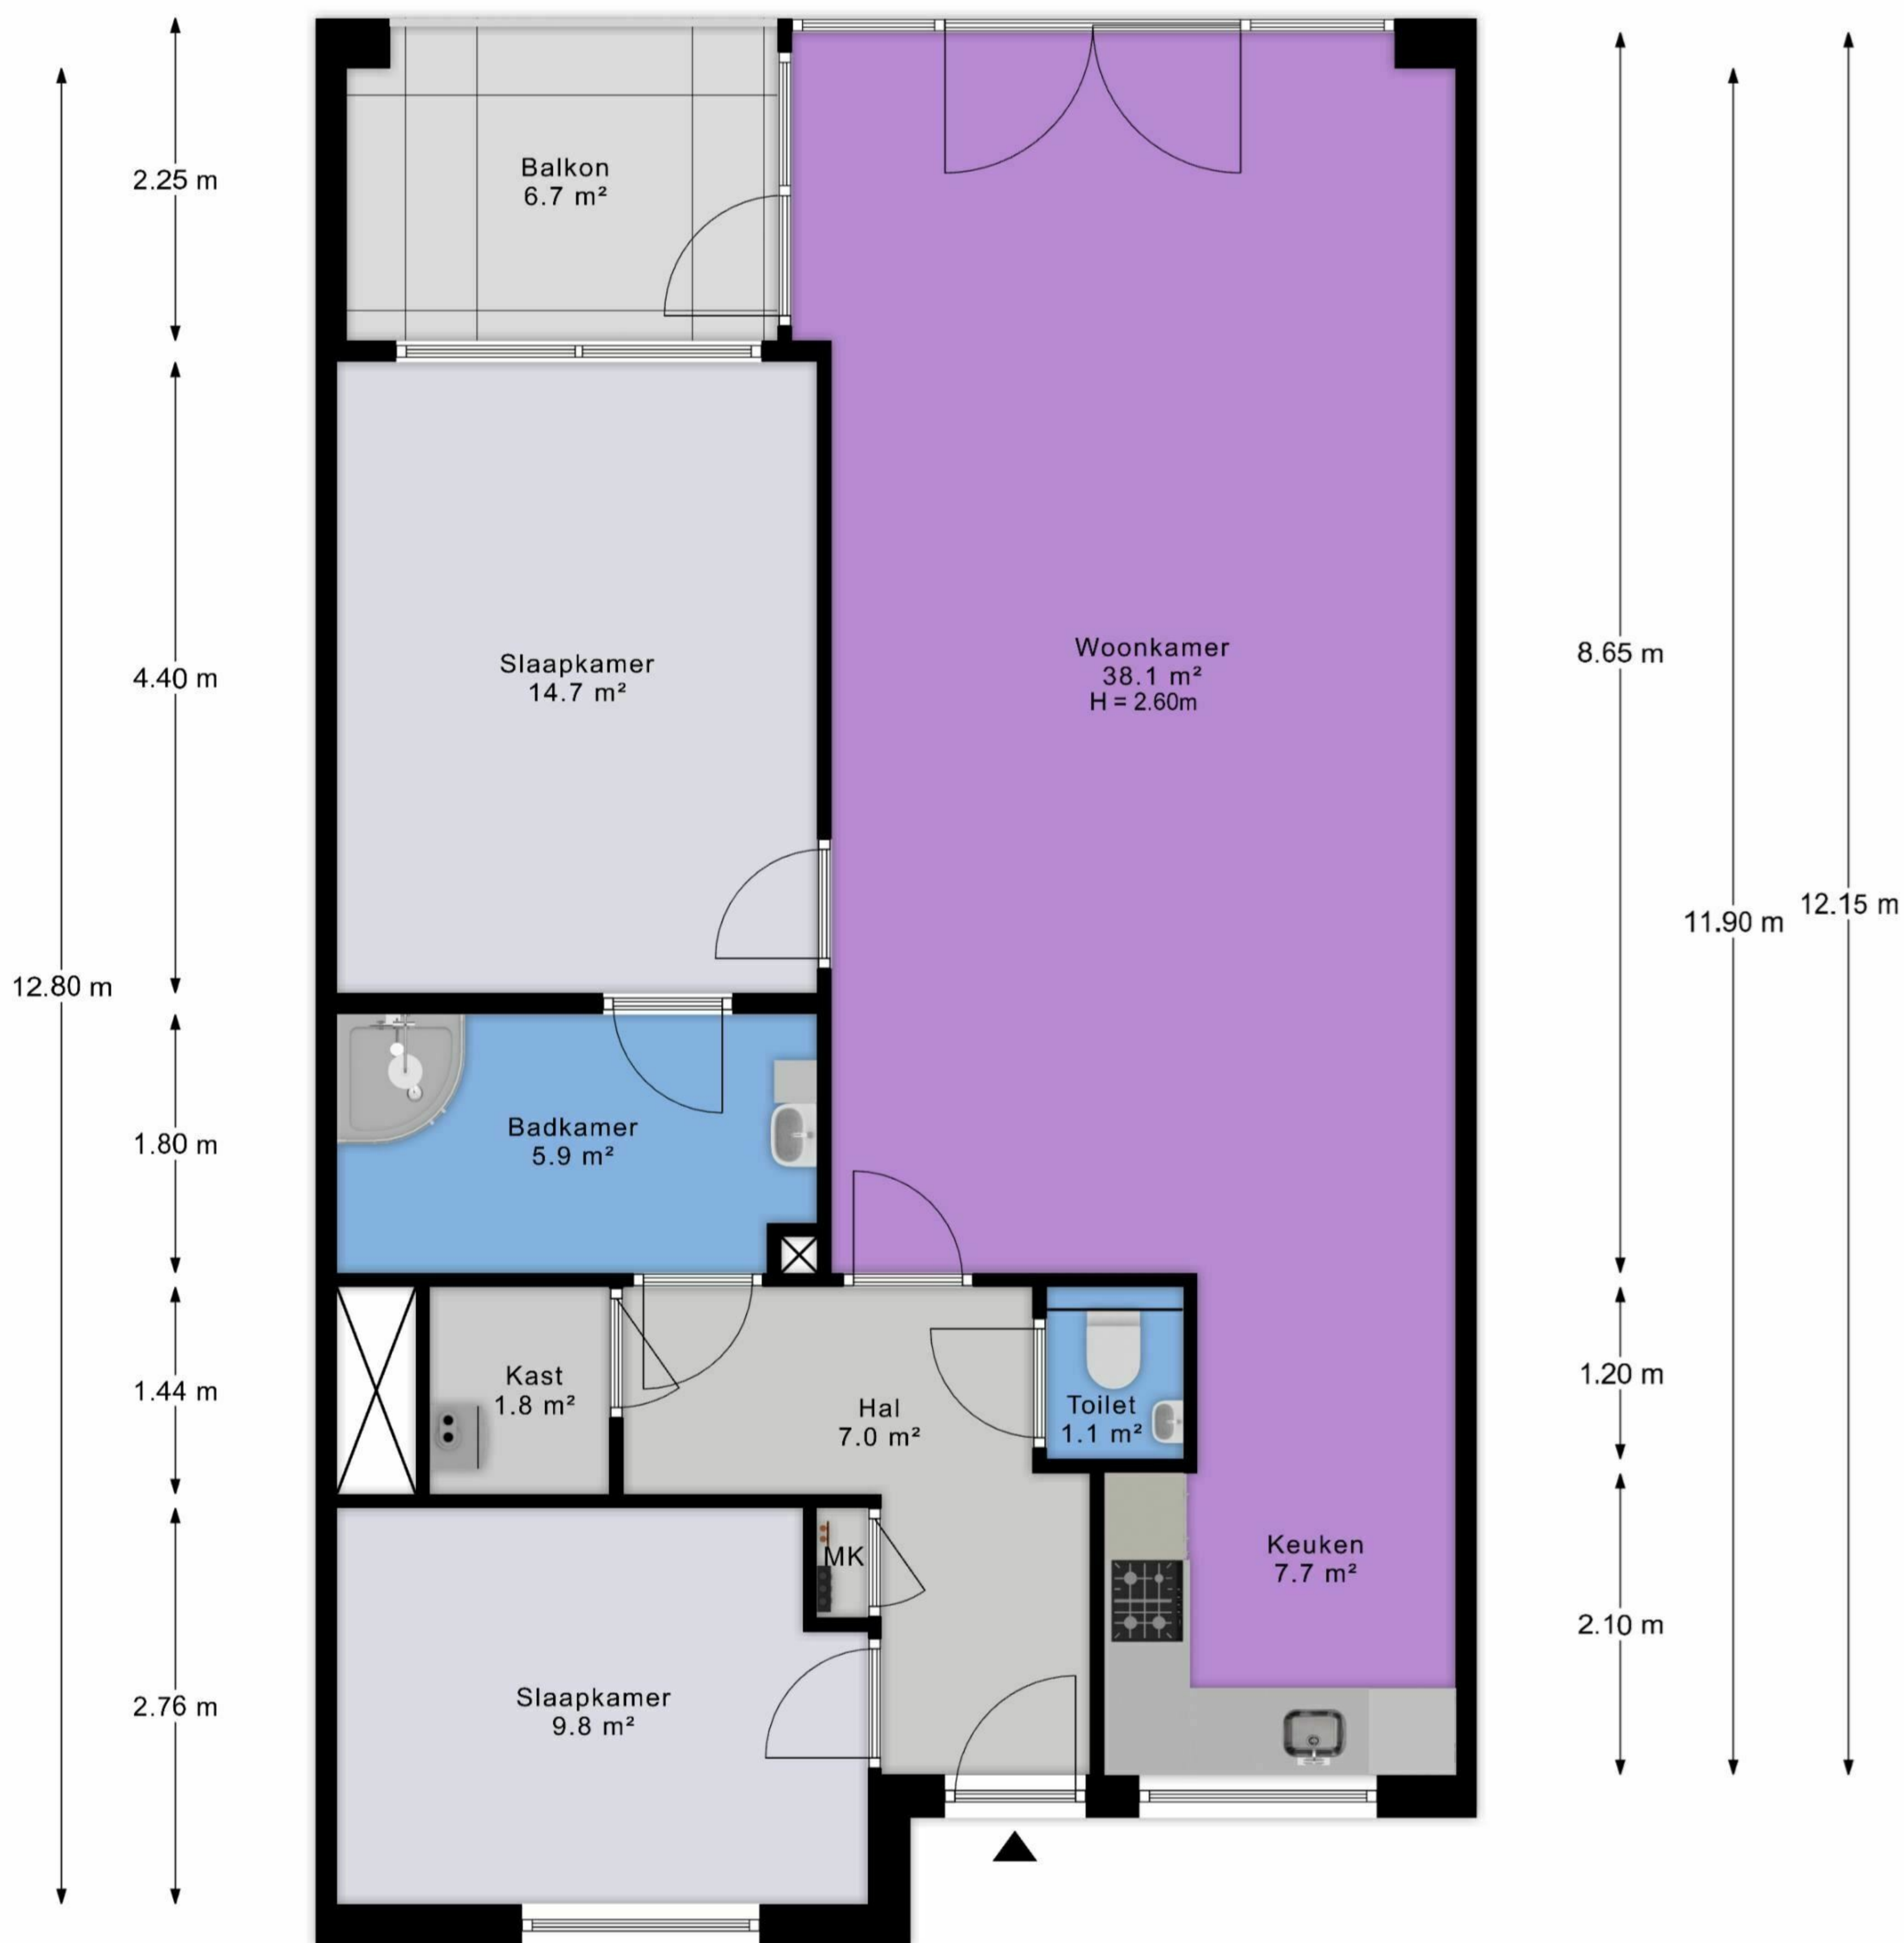 Balkon
6.7 m²
2.25 m
Woonkamer
38.1 m²
H = 2.60m
8.65 m
Slaapkamer
14.7 m²
4.40 m
12.15 m
11.90 m
12.80 m
Badkamer
5.9 m²
1.80 m
Kast
1.8 m²
1.44 m
Hal
7.0 m²
Toilet
1.1 m²
1.20 m
MK
Keuken
7.7 m²
2.10 m
Slaapkamer
9.8 m²
2.76 m